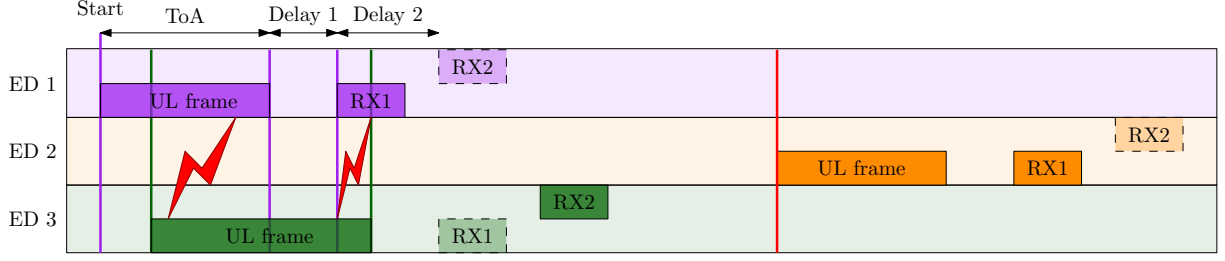 Start
ToA
Delay 1
Delay 2
ED 1
RX2
UL frame
RX1
ED 2
RX2
UL frame
RX1
ED 3
RX2
UL frame
RX1